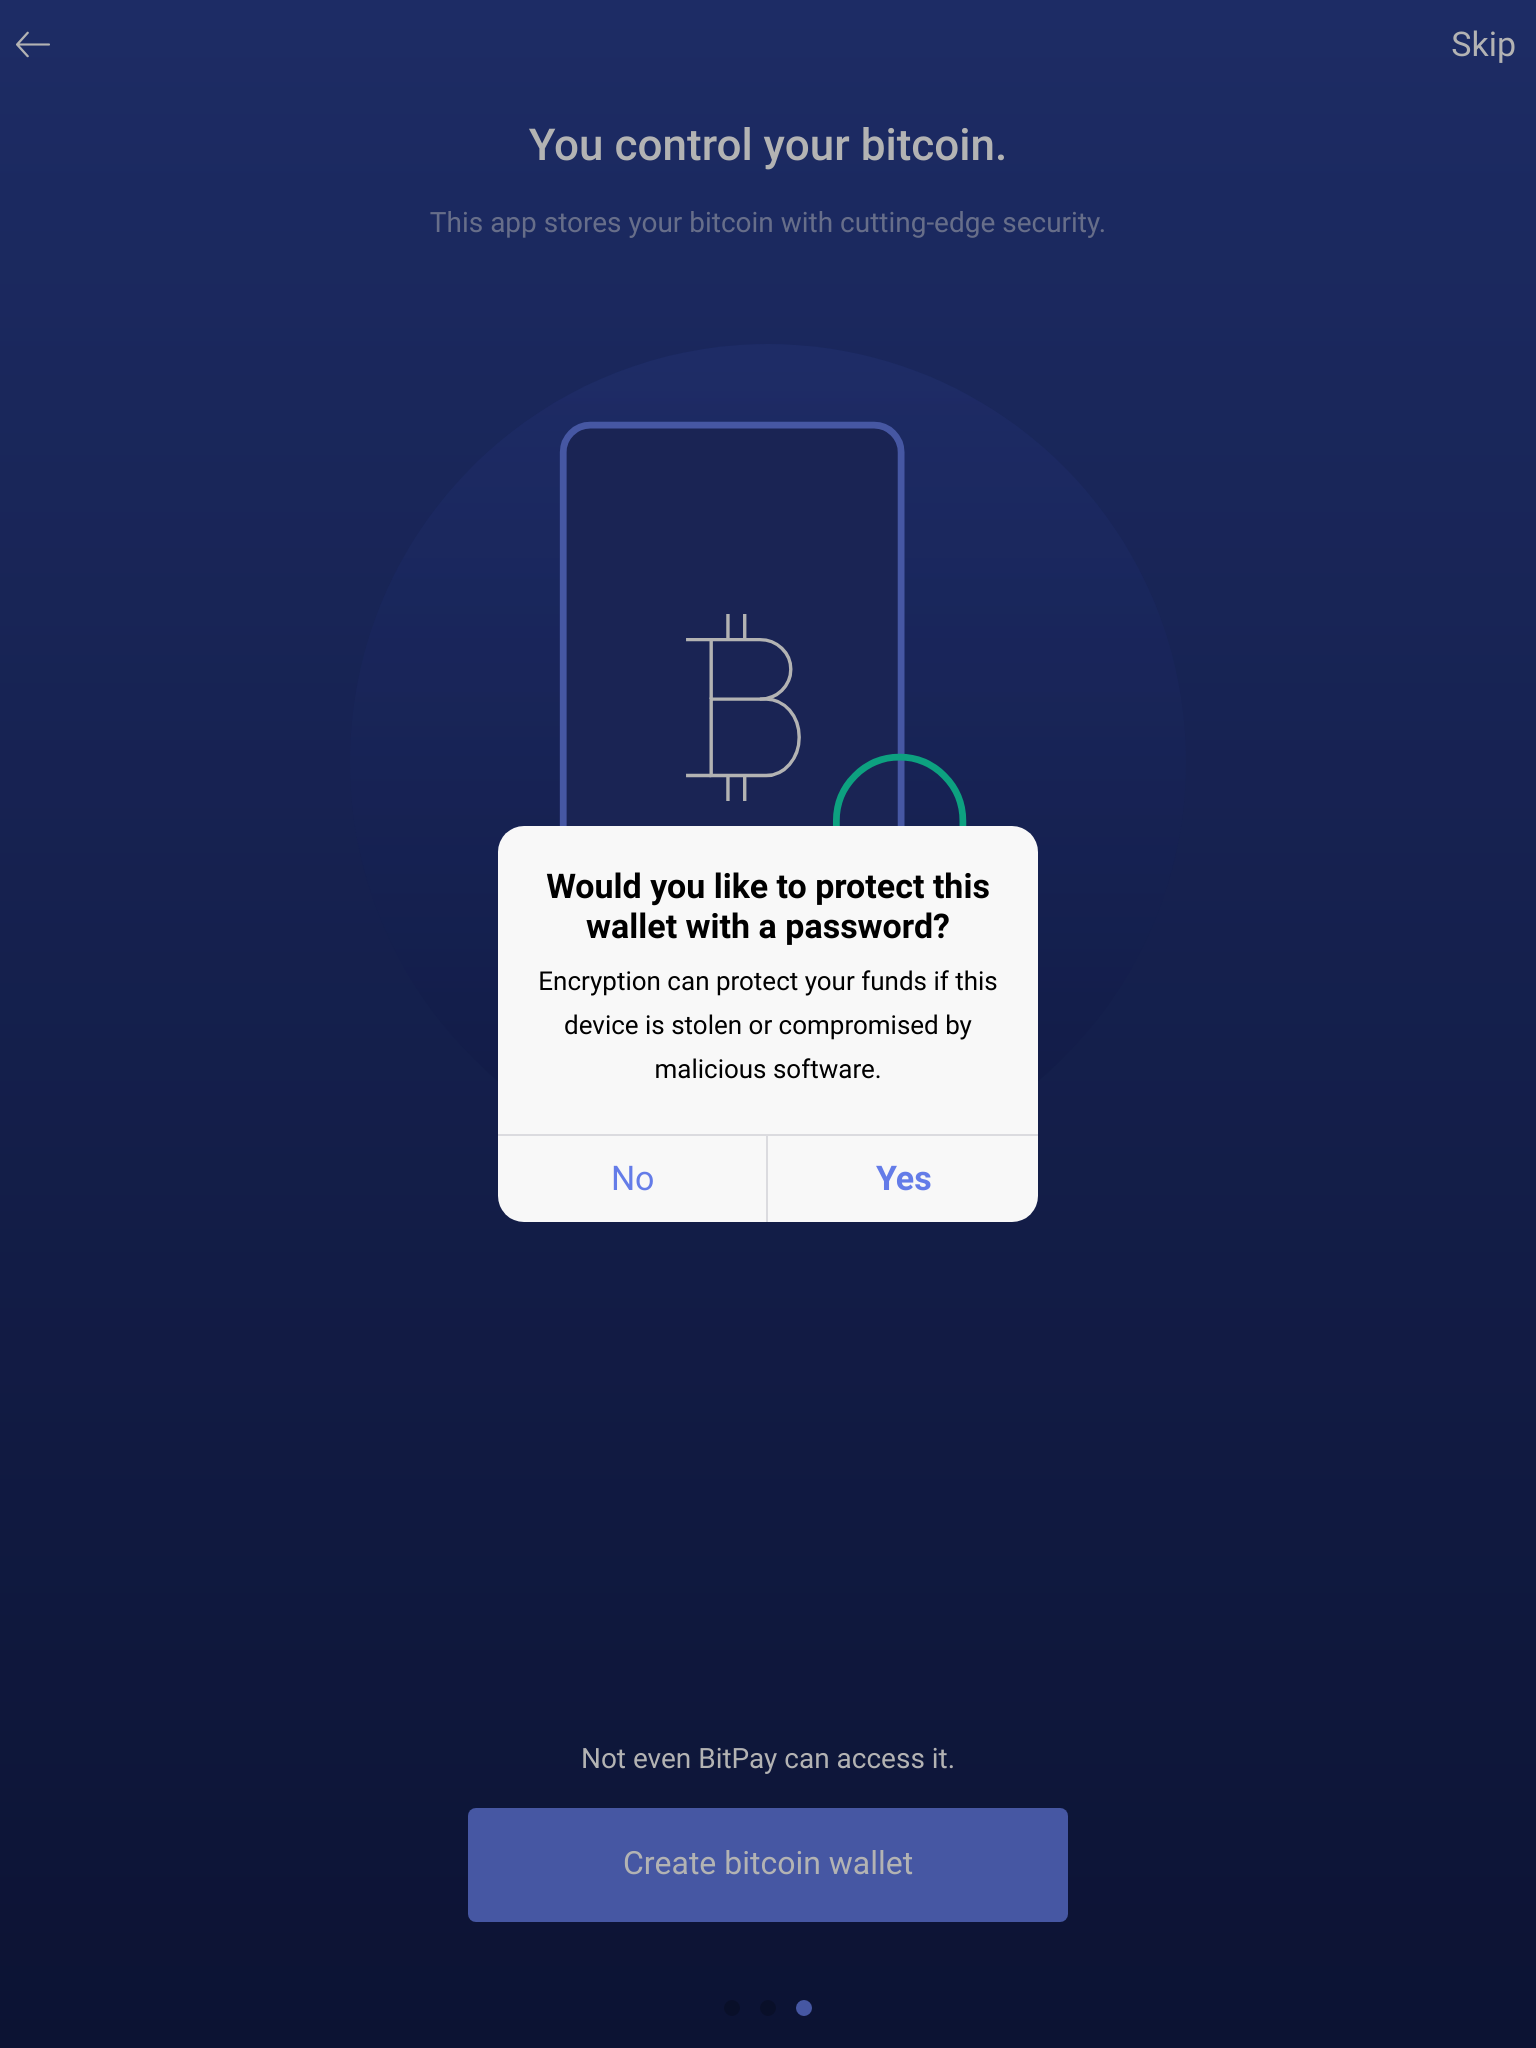 Skip
You control your bitcoin.
This app stores your bitcoin with cutting-edge security.
Would you like to protect this
wallet with a password?
Encryption can protect your funds if this
device is stolen or compromised by
malicious software.
No
Yes
Not even BitPay can access it.
Create bitcoin wallet